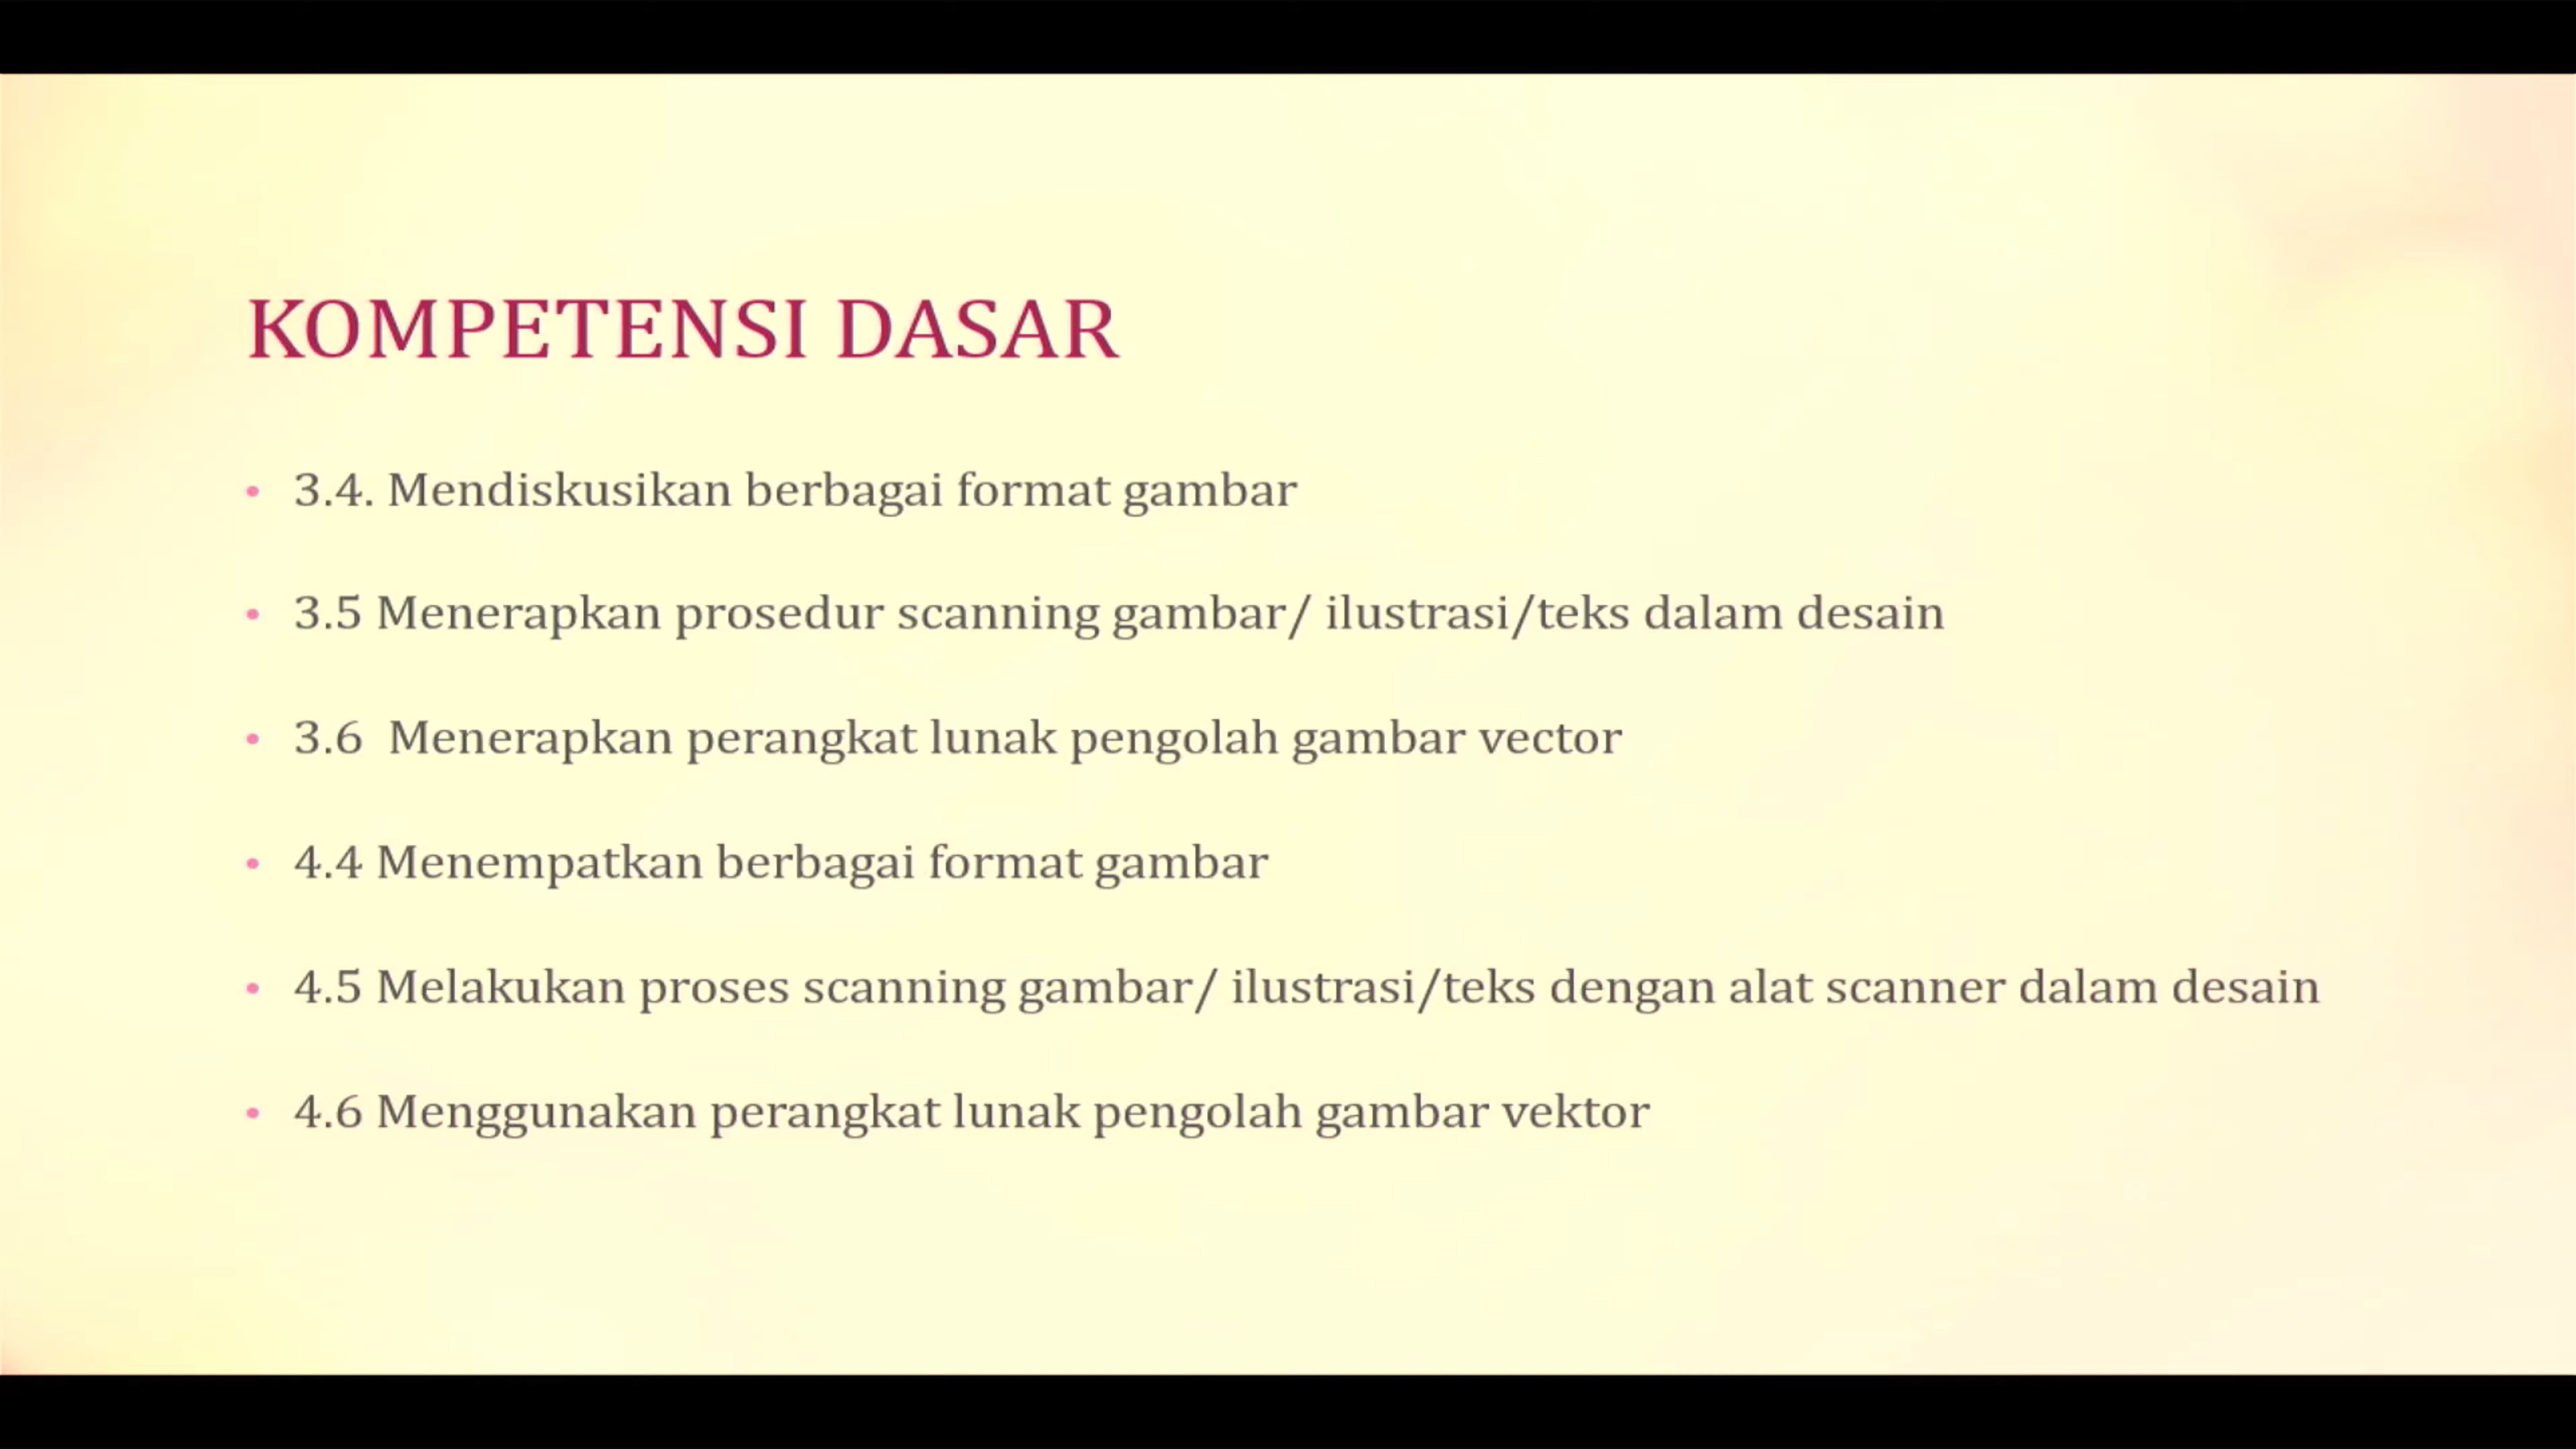 KOMPETENSI DASAR
• 3.4. Mendiskusikan berbagai format gambar
• 3.5 Menerapkan prosedur scanning gambar/ ilustrasi/teks dalam desain
• 3.6  Menerapkan perangkat lunak pengolah gambar vector
• 4.4 Menempatkan berbagai format gambar
• 4.5 Melakukan proses scanning gambar/ ilustrasi/teks dengan alat scanner dalam desain
• 4.6 Menggunakan perangkat lunak pengolah gambar vektor